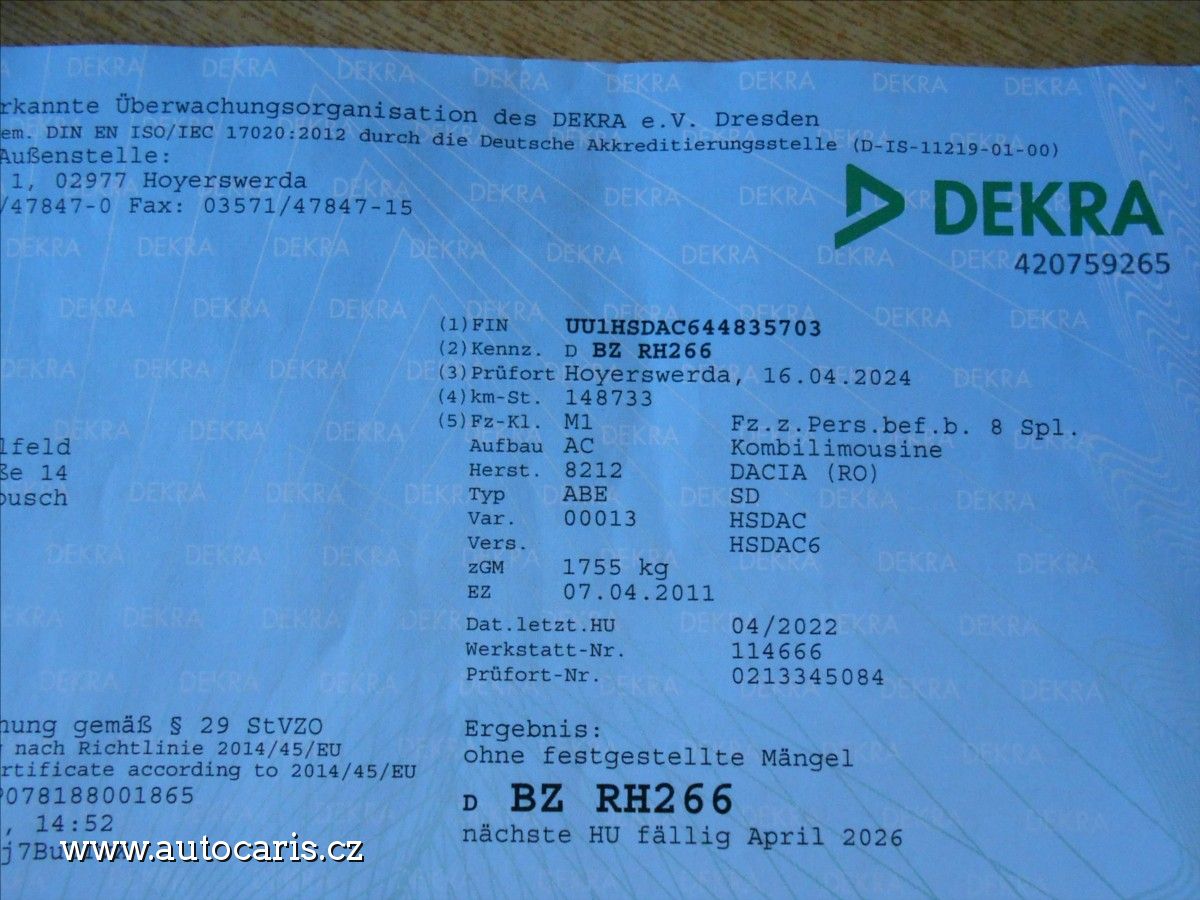 rkannte Überwachungsorganisation des DEKRA e.V. Dresden
em. DIN EN ISO/IEC 17020:2012 durch die Deutsche Akkreditierungsstelle (D-IS-11219-01-00)
Außenstelle:
1, 02977 Hoyerswerda
/47847-0 Fax: 03571/47847-15
DEKRA
420759265
(1) FIN UU1HSDAC644835703
(2) Kennz. D BZ RH266
(3) Prüfort Hoyerswerda, 16.04.2024
(4) km-St. 148733
(5) Fz-Kl. M1 Fz.z.Pers.bef.b. 8 Spl.
Aufbau AC Kombilimousine
Herst. 8212 DACIA (RO)
Typ ABE SD
Var. 00013 HSDAC
Vers. HSDAC6
zGM 1755 kg
EZ 07.04.2011
Dat.letzt.HU 04/2022
Werkstatt-Nr. 114666
Prüfort-Nr. 0213345084
lfeld
ße 14
busch
nung gemäß § 29 StVZO
nach Richtlinie 2014/45/EU
rtificate according to 2014/45/EU
P078188001865
, 14:52
Ergebnis:
ohne festgestellte Mängel
D BZ RH266
nächste HU fällig April 2026
www.autocaris.cz